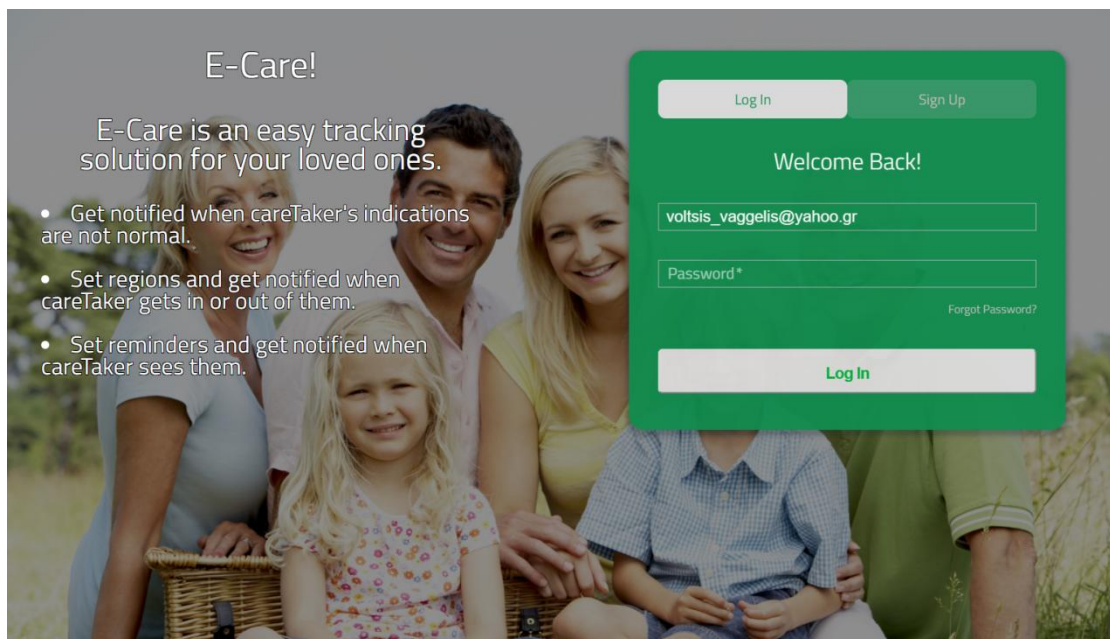 E-Care!
E-Care is an easy tracking
solution for your loved ones.
• Get notified when careTaker's indications
are not normal.
• Set regions and get notified when
careTaker gets in or out of them.
• Set reminders and get notified when
careTaker sees them.
Log In
Sign Up
Welcome Back!
voltsis_vaggelis@yahoo.gr
Password*
Forgot Password?
Log In